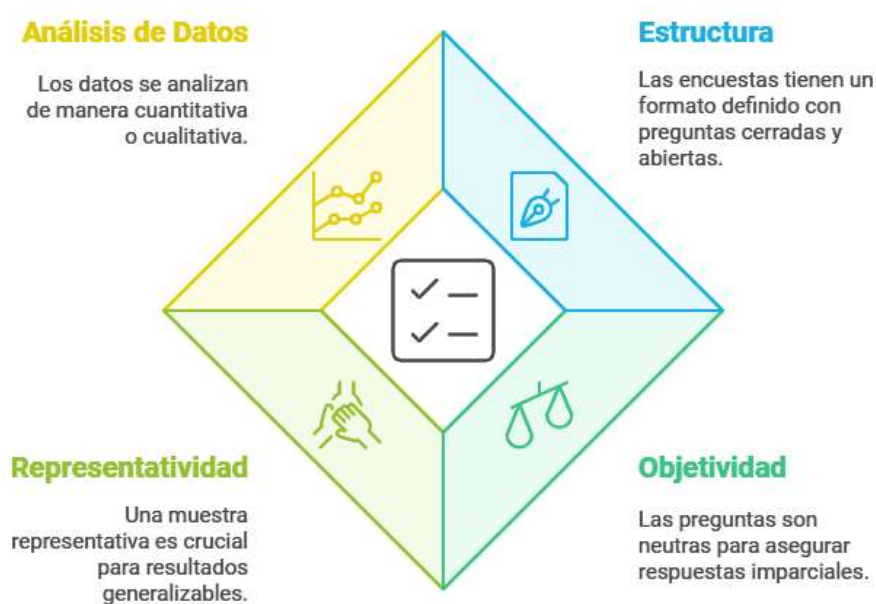 Análisis de Datos
Los datos se analizan
de manera cuantitativa
o cualitativa.
Estructura
Las encuestas tienen un
formato definido con
preguntas cerradas y
abiertas.
Representatividad
Una muestra
representativa es crucial
para resultados
generalizables.
Objetividad
Las preguntas son
neutras para asegurar
respuestas imparciales.